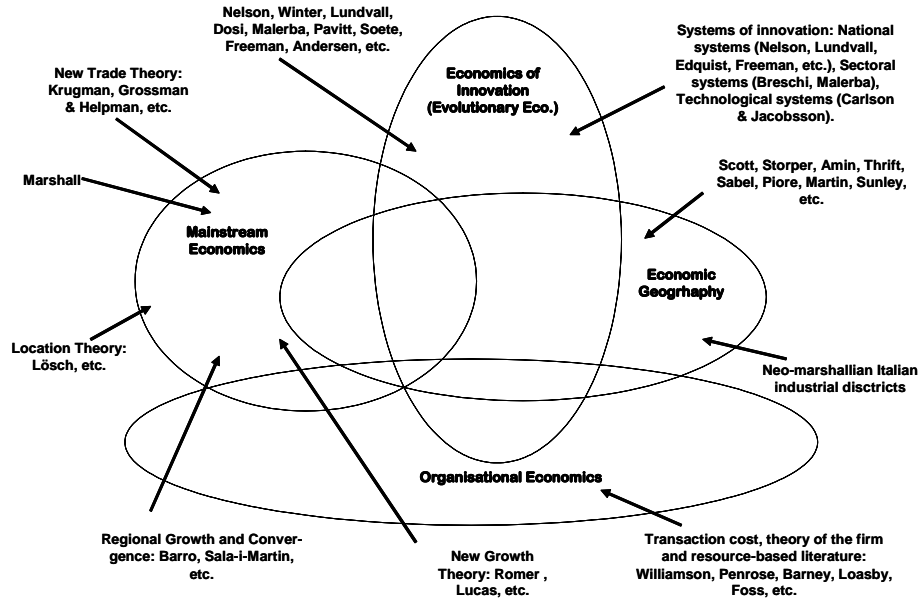 Nelson, Winter, Lundvall,
Dosi, Malerba, Pavitt, Soete,
Freeman, Andersen, etc.
Systems of innovation: National
systems (Nelson, Lundvall,
Edquist, Freeman, etc.), Sectoral
systems (Breschi, Malerba),
Technological systems (Carlson
& Jacobsson).
New Trade Theory:
Krugman, Grossman
& Helpman, etc.
Economics of
Innovation
(Evolutionary Eco.)
Marshall
Scott, Storper, Amin, Thrift,
Sabel, Piore, Martin, Sunley,
etc.
Mainstream
Economics
Economic
Geogrhaphy
Location Theory:
Lösch, etc.
Neo-marshallian Italian
industrial disctricts
Organisational Economics
Regional Growth and Conver-
gence: Barro, Sala-i-Martin,
etc.
New Growth
Theory: Romer ,
Lucas, etc.
Transaction cost, theory of the firm
and resource-based literature:
Williamson, Penrose, Barney, Loasby,
Foss, etc.